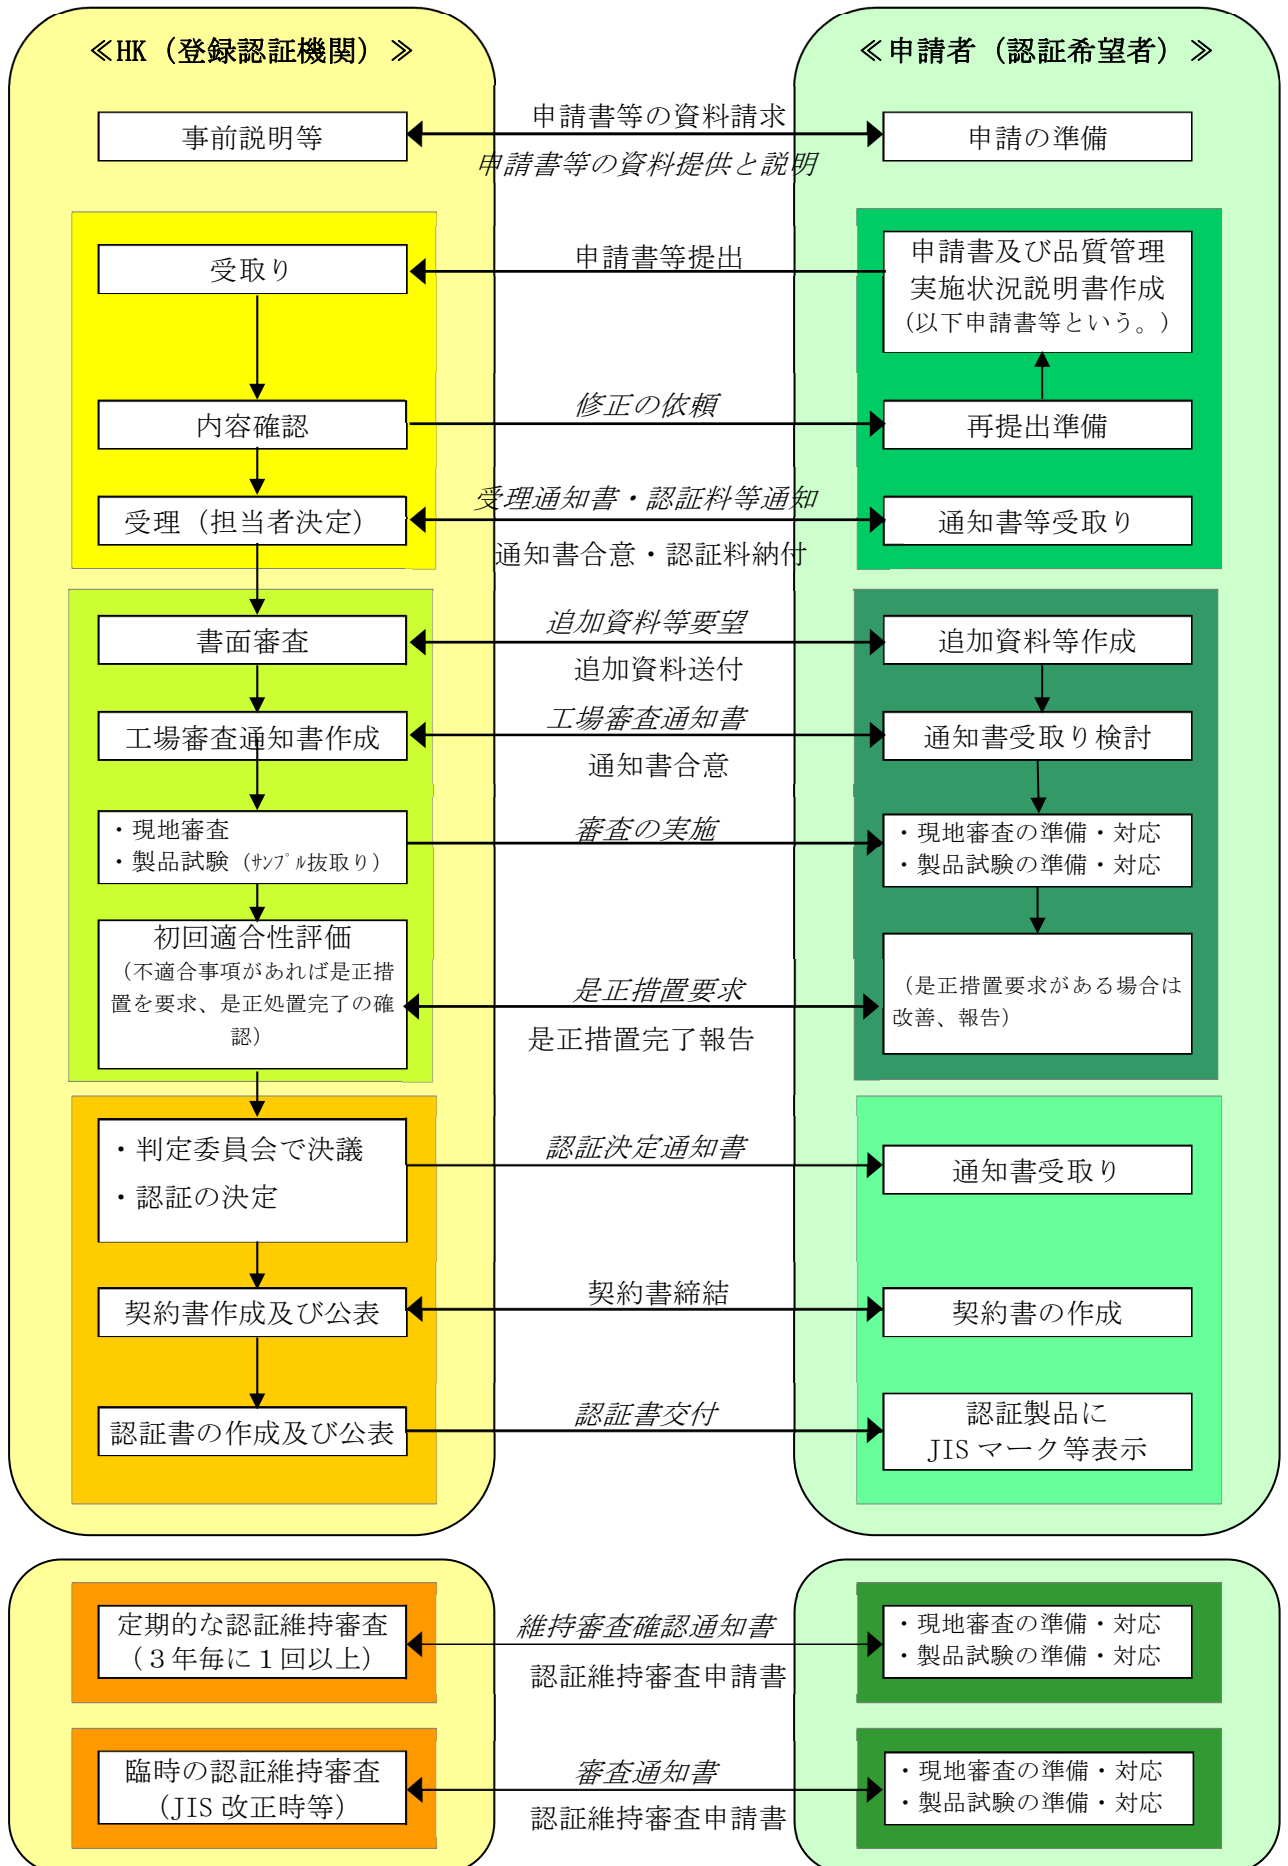 ≪HK（登録認証機関）≫
≪申請者（認証希望者）≫
事前説明等
申請書等の資料請求
申請書等の資料提供と説明
申請の準備
受取り
申請書等提出
申請書及び品質管理
実施状況説明書作成
（以下申請書等という。）
内容確認
修正の依頼
再提出準備
受理（担当者決定）
受理通知書・認証料等通知
通知書合意・認証料納付
通知書等受取り
書面審査
追加資料等要望
追加資料送付
追加資料等作成
工場審査通知書作成
工場審査通知書
通知書合意
通知書受取り検討
・現地審査
・製品試験（ｻﾝﾌﾟﾙ抜取り）
審査の実施
・現地審査の準備・対応
・製品試験の準備・対応
初回適合性評価
（不適合事項があれば是正措
置を要求、是正処置完了の確
認）
是正措置要求
是正措置完了報告
（是正措置要求がある場合は
改善、報告）
・判定委員会で決議
・認証の決定
認証決定通知書
通知書受取り
契約書作成及び公表
契約書締結
契約書の作成
認証書の作成及び公表
認証書交付
認証製品に
JISマーク等表示
定期的な認証維持審査
（３年毎に１回以上）
維持審査確認通知書
認証維持審査申請書
・現地審査の準備・対応
・製品試験の準備・対応
臨時の認証維持審査
（JIS改正時等）
審査通知書
認証維持審査申請書
・現地審査の準備・対応
・製品試験の準備・対応